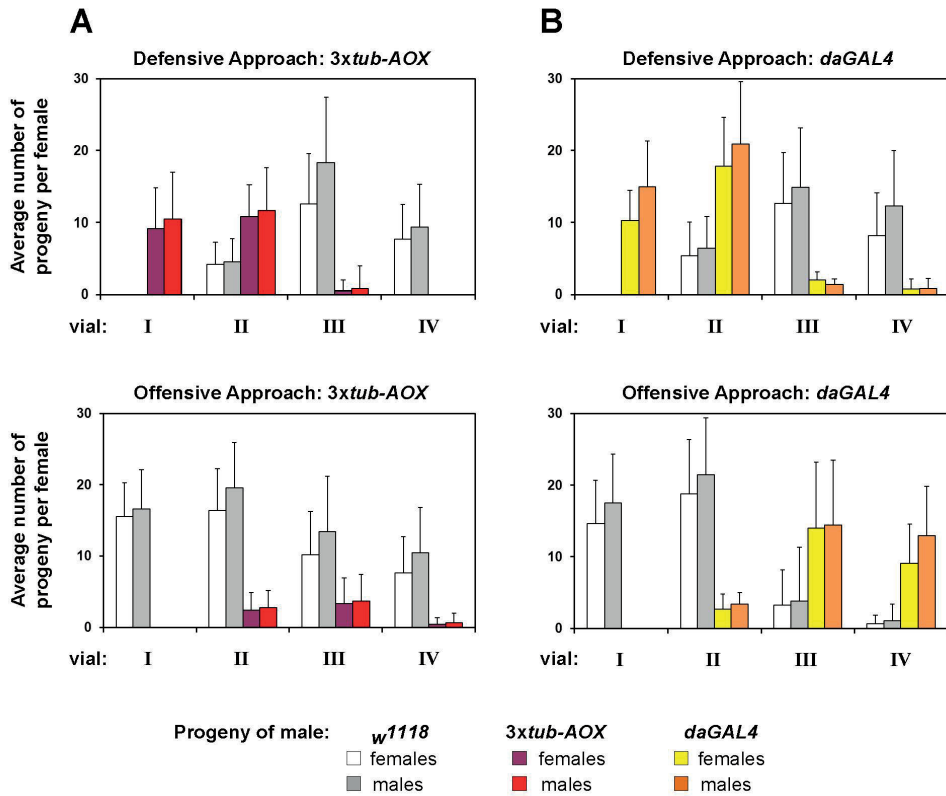 A
B
Defensive Approach: 3xtub-AOX
Defensive Approach: daGAL4
Average number of
progeny per female
30
20
10
0
30
20
10
0
vial: I II III IV
vial: I II III IV
Offensive Approach: 3xtub-AOX
Offensive Approach: daGAL4
Average number of
progeny per female
30
20
10
0
30
20
10
0
vial: I II III IV
vial: I II III IV
Progeny of male: w1118 3xtub-AOX daGAL4
females females females
males males males